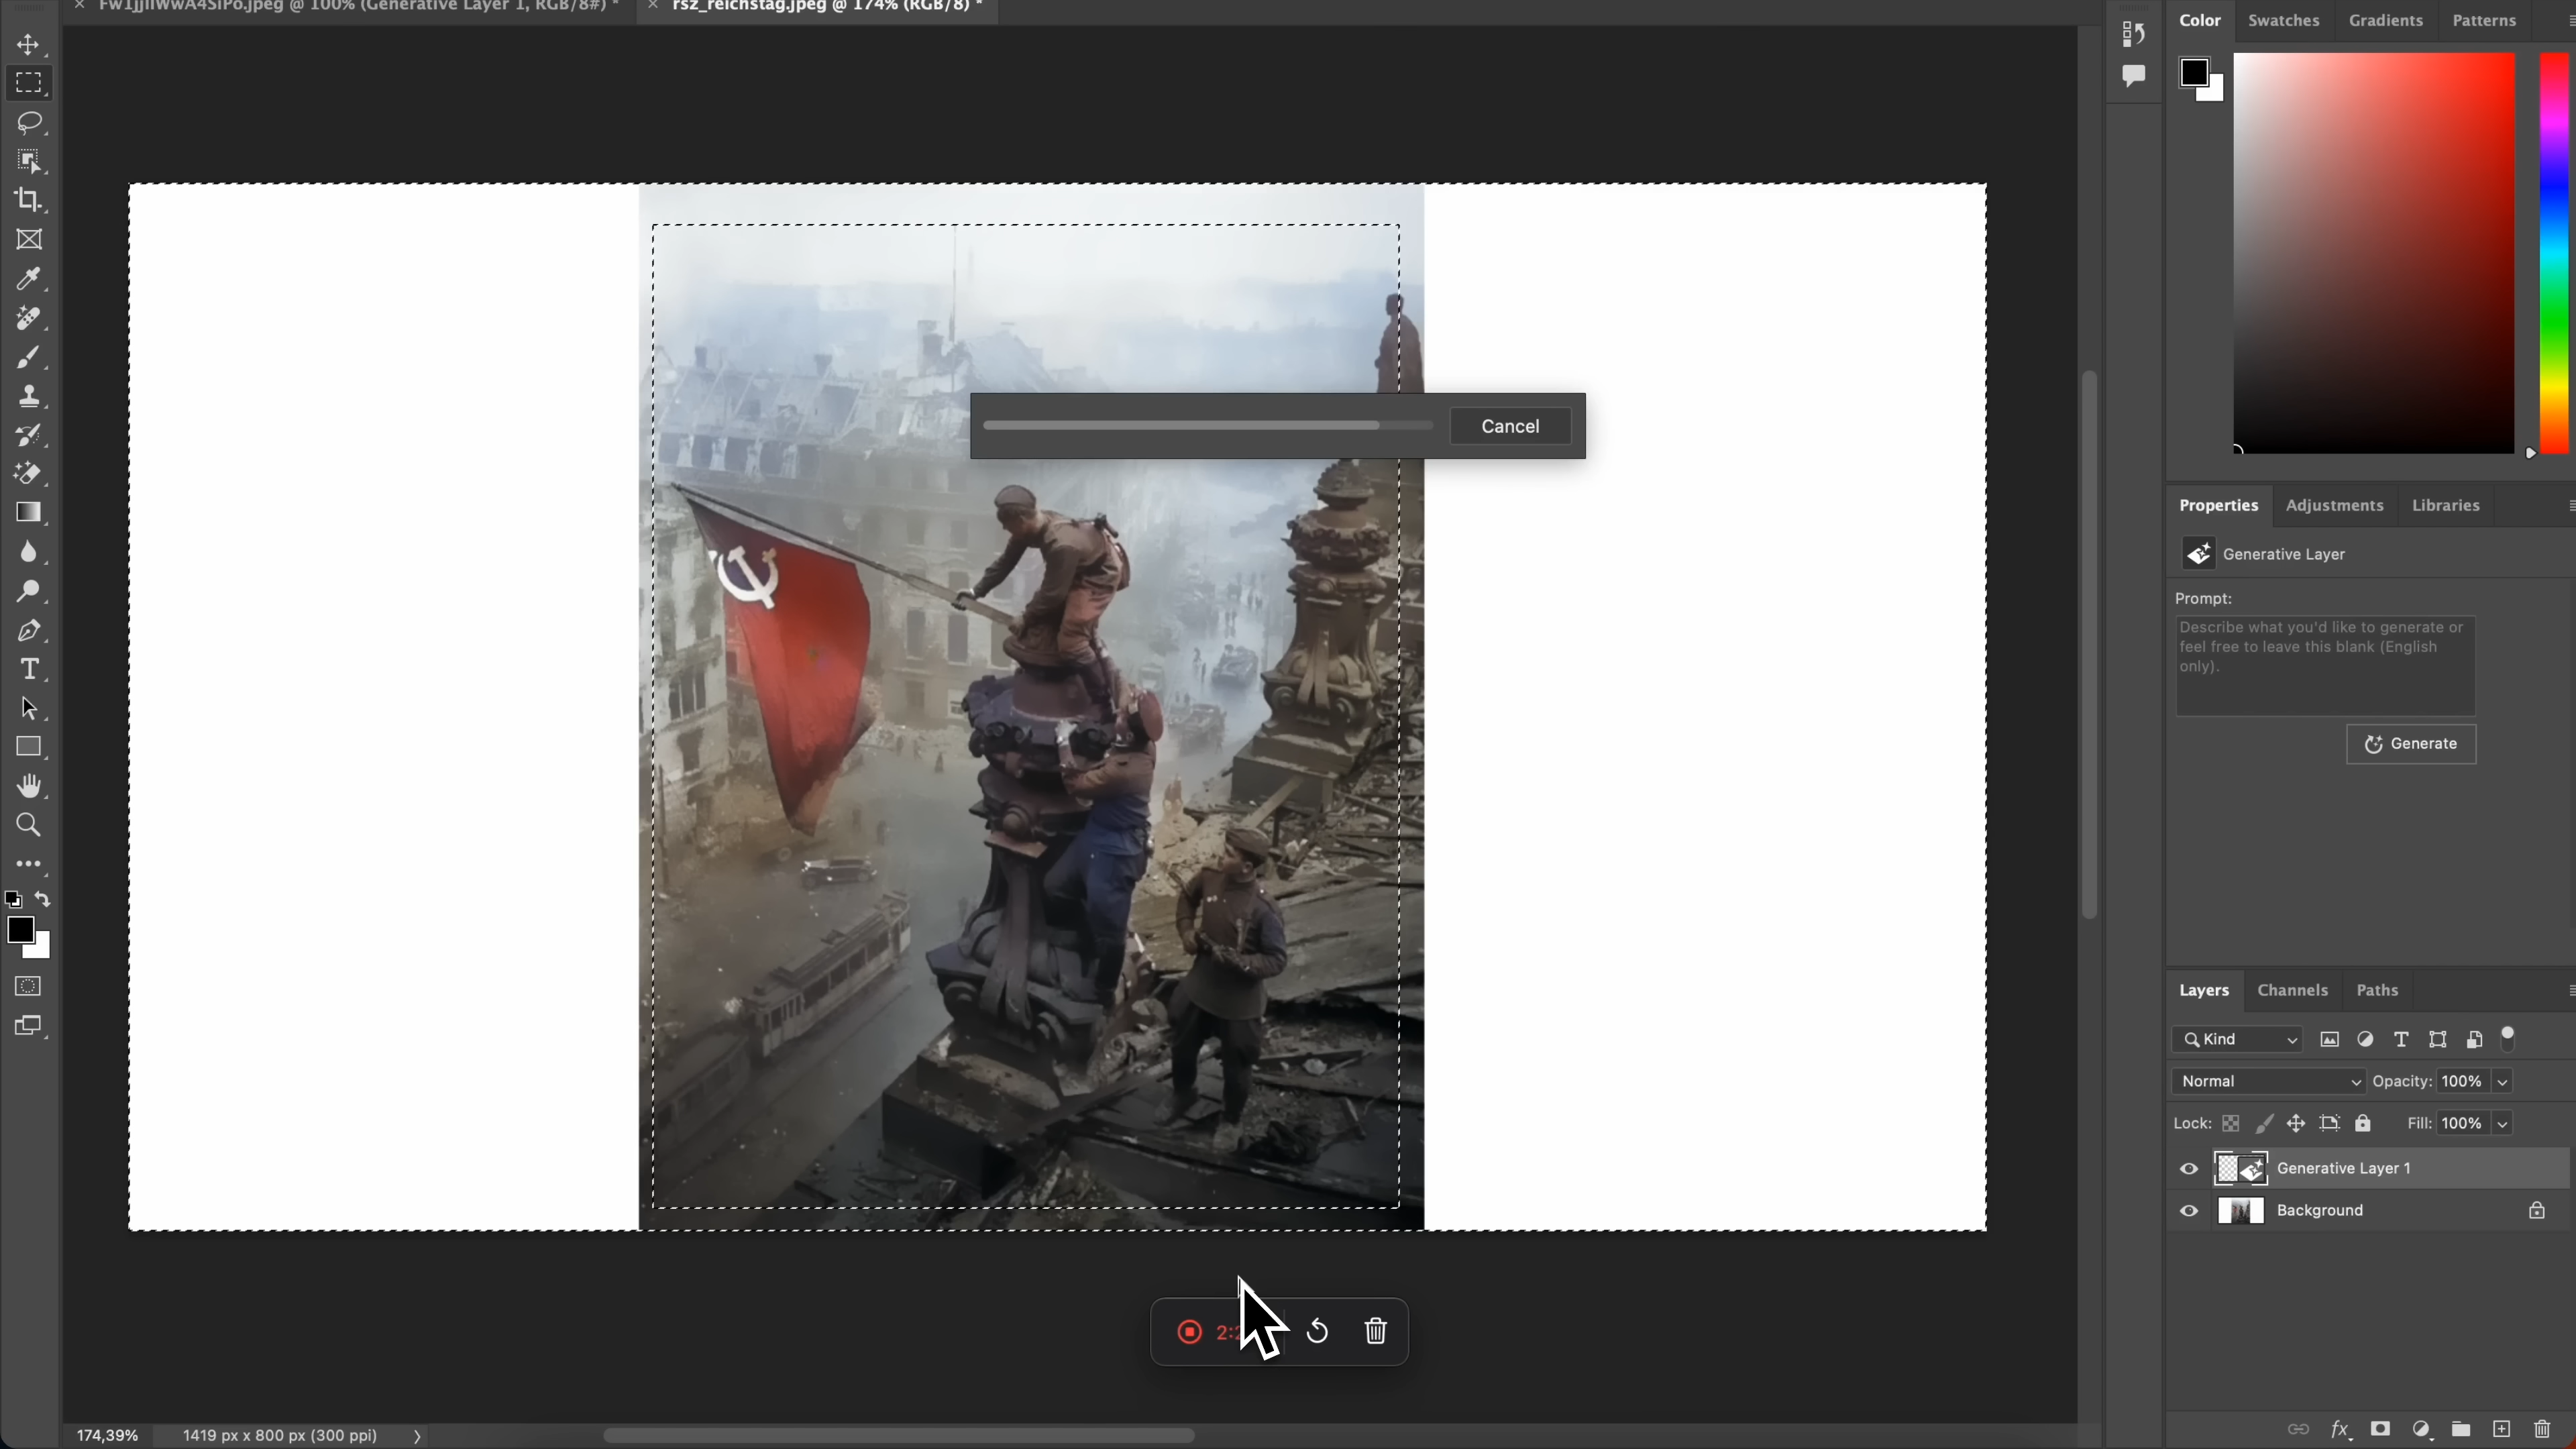 Fw1jjIlWwA4SiPo.jpeg @ 100% (Generative Layer 1, RGB/8#) *
rsz_reichstag.jpeg @ 174% (RGB/8) *
Color Swatches Gradients Patterns
Cancel
Properties Adjustments Libraries
Generative Layer
Prompt:
Describe what you'd like to generate or
feel free to leave this blank (English
only).
Generate
Layers Channels Paths
Kind
Normal Opacity: 100%
Lock: Fill: 100%
Generative Layer 1
Background
174,39% 1419 px x 800 px (300 ppi)